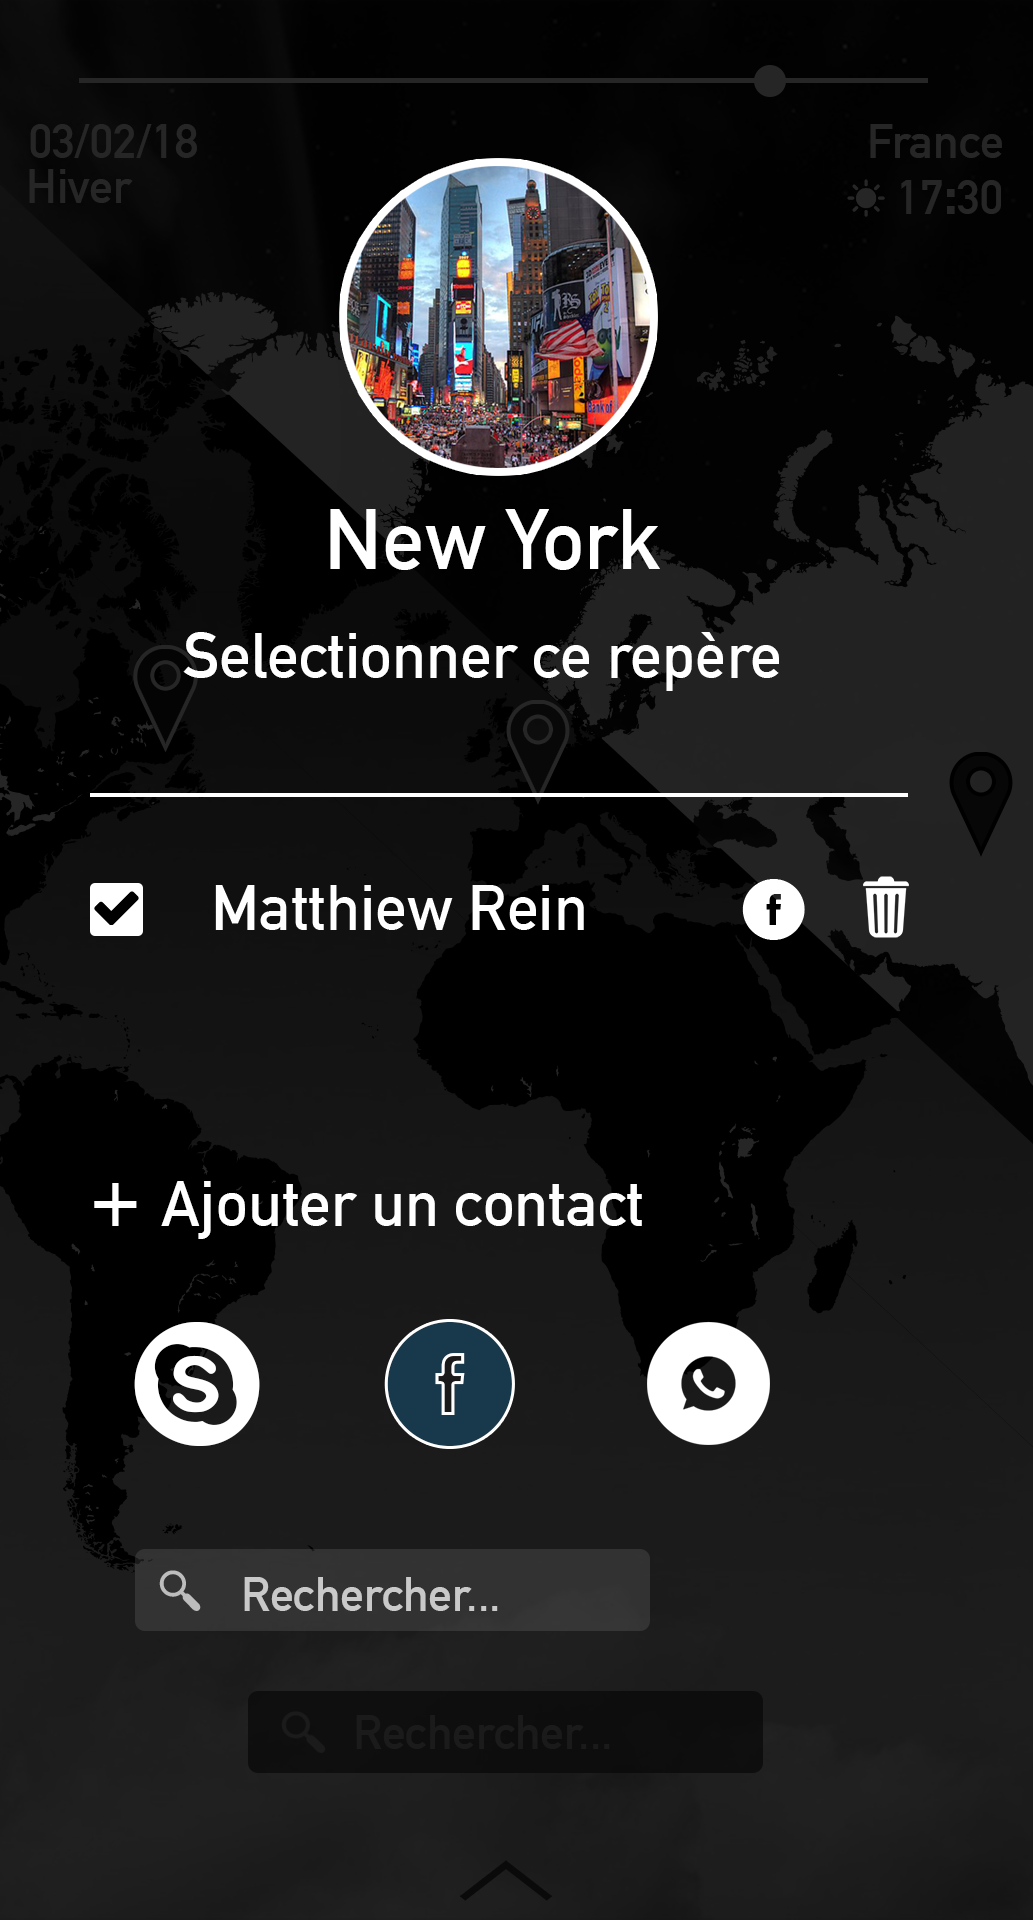 03/02/18
Hiver
France
17:30
New York
Selectionner ce repère
Matthiew Rein
+ Ajouter un contact
Rechercher...
Rechercher...